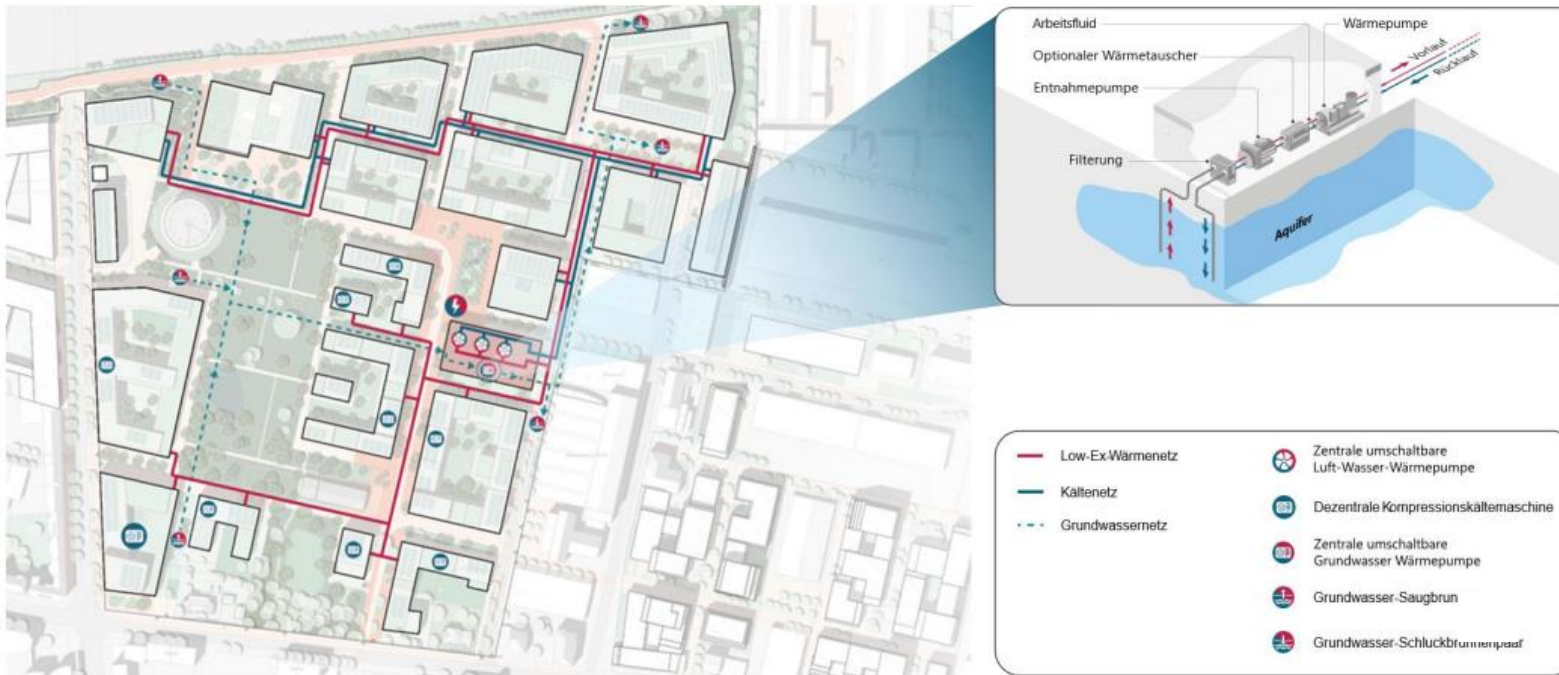 Arbeitsfluid
Wärmepumpe
Optionaler Wärmetauscher
Entnahmepumpe
Vorlauf
Rücklauf
Filterung
Aquifer
Low-Ex-Wärmenetz
Kältenetz
Grundwassernetz
Zentrale umschaltbare
Luft-Wasser-Wärmepumpe
Dezentrale Kompressionskältemaschine
Zentrale umschaltbare
Grundwasser Wärmepumpe
Grundwasser-Saugbrun
Grundwasser-Schluckbrunnenpaar